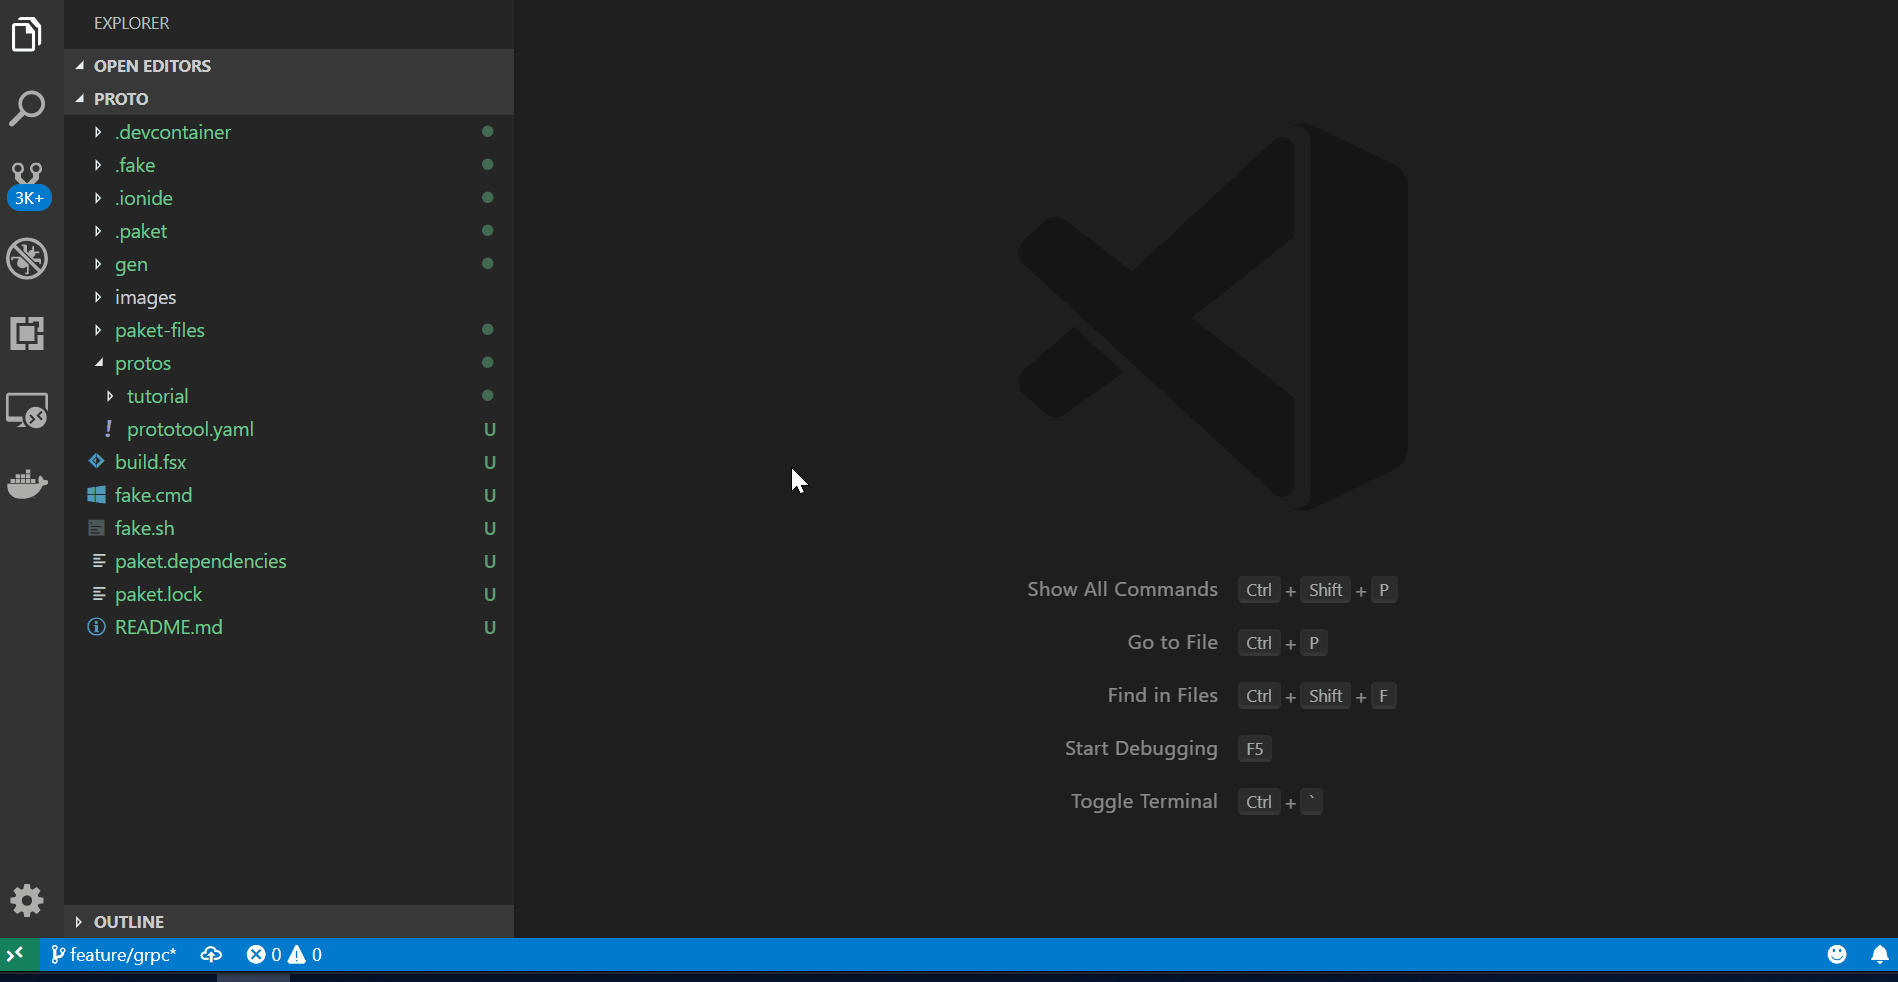 EXPLORER
OPEN EDITORS
PROTO
.devcontainer
.fake
3K+
.ionide
.paket
gen
images
paket-files
protos
tutorial
! prototool.yaml U
build.fsx U
fake.cmd U
fake.sh U
paket.dependencies U
paket.lock U
README.md U
OUTLINE
Show All Commands Ctrl + Shift + P
Go to File Ctrl + P
Find in Files Ctrl + Shift + F
Start Debugging F5
Toggle Terminal Ctrl + `
feature/grpc* 0 0